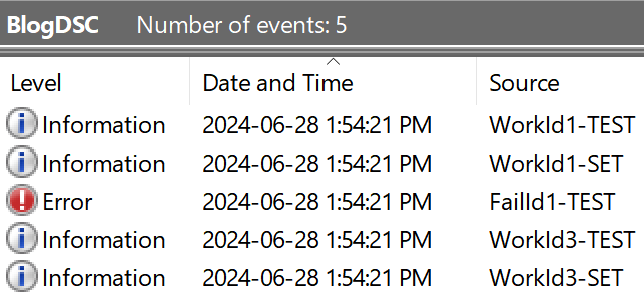 BlogDSC Number of events: 5
Level Date and Time Source
Information 2024-06-28 1:54:21 PM WorkId1-TEST
Information 2024-06-28 1:54:21 PM WorkId1-SET
Error 2024-06-28 1:54:21 PM FailId1-TEST
Information 2024-06-28 1:54:21 PM WorkId3-TEST
Information 2024-06-28 1:54:21 PM WorkId3-SET